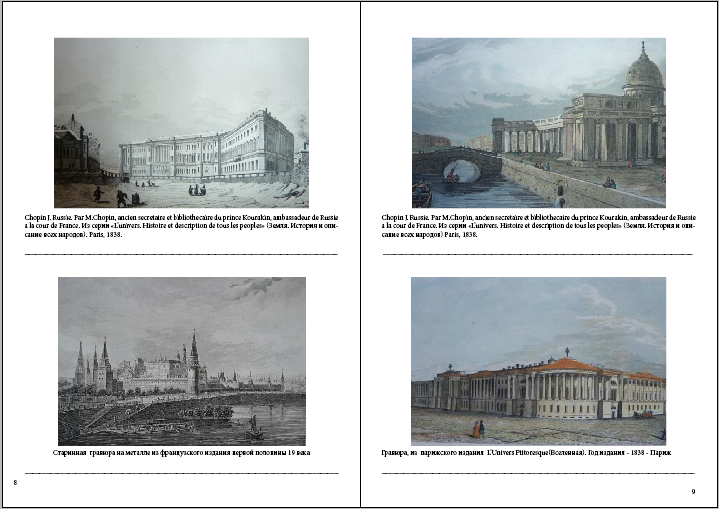 Chopin J. Russie. Par M.Chopin, ancien secretaire et bibliothecaire du prince Kourakin, ambassadeur de Russie
a la cour de France. Из серии «L'univers. Histoire et description de tous les peoples» (Земля. История и опи-
сание всех народов). Paris, 1838.
Старинная гравюра на металле из французского издания первой половины 19 века
8
Chopin J. Russie. Par M.Chopin, ancien secretaire et bibliothecaire du prince Kourakin, ambassadeur de Russie
a la cour de France. Из серии «L'univers. Histoire et description de tous les peoples» (Земля. История и опи-
сание всех народов) Paris, 1838.
Гравюра, из парижского издания L'Univers Pittoresque(Вселенная). Год издания - 1838 - Париж
9